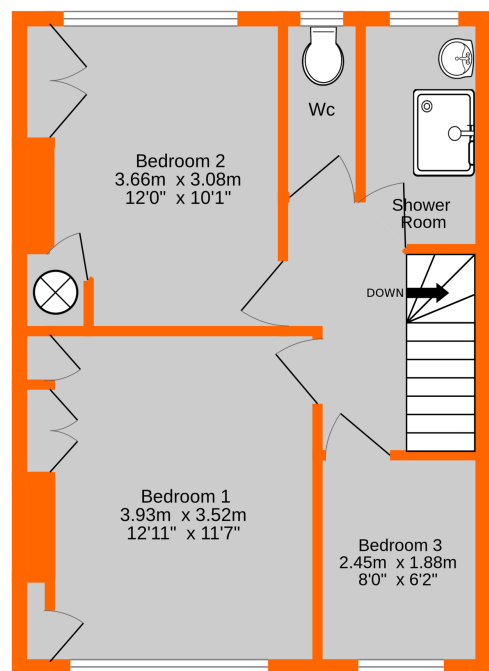 Wc
Bedroom 2
3.66m x 3.08m
12'0" x 10'1"
Shower
Room
DOWN
Bedroom 1
3.93m x 3.52m
12'11" x 11'7"
Bedroom 3
2.45m x 1.88m
8'0" x 6'2"